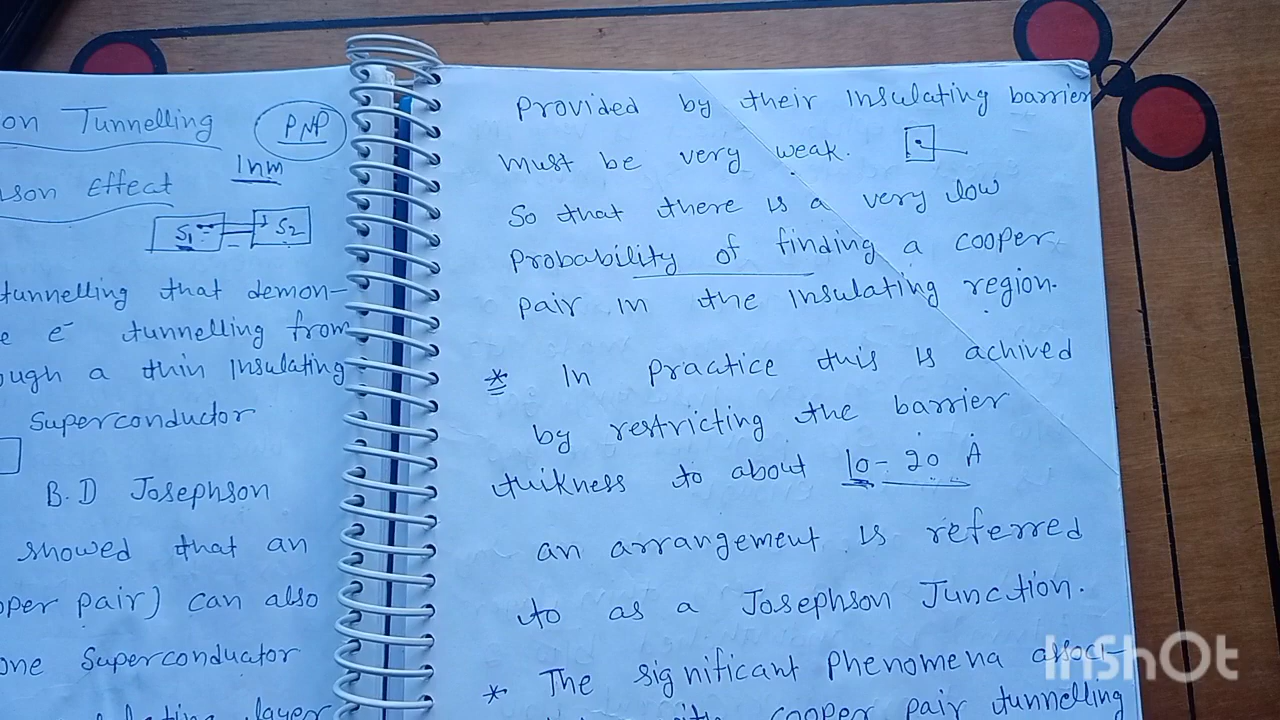 on Tunnelling
PNP
1nm
son Effect
S1 S2
tunnelling that demon-
e e- tunnelling from
ough a thin Insulating
Superconductor
B.D Josephson
showed that an
oper pair) can also
one Superconductor
layer
Provided by their Insulating barrier
must be very weak.
So that there is a very low
Probability of finding a cooper
pair in the Insulating region.
* In Practice this is achived
by restricting the barrier
thikness to about 10-20 Å
an arrangement is referred
to as a Josephson Junction.
* The significant Phenomena associ-
cooper pair tunnelling
InShOt